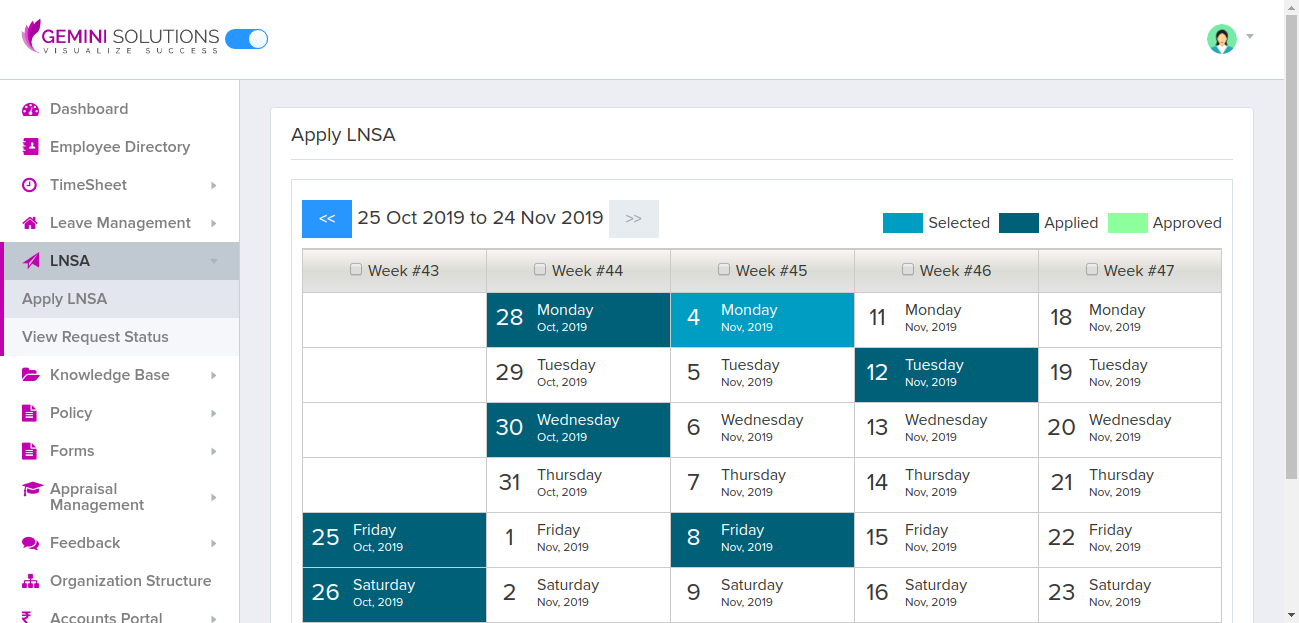 GEMINI SOLUTIONS
VISUALIZE SUCCESS
Dashboard
Employee Directory
TimeSheet
Leave Management
LNSA
Apply LNSA
View Request Status
Knowledge Base
Policy
Forms
Appraisal
Management
Feedback
Organization Structure
Accounts Portal
Apply LNSA
<< 25 Oct 2019 to 24 Nov 2019 >>
Selected Applied Approved
Week #43 Week #44 Week #45 Week #46 Week #47
28 Monday Oct, 2019 4 Monday Nov, 2019 11 Monday Nov, 2019 18 Monday Nov, 2019
29 Tuesday Oct, 2019 5 Tuesday Nov, 2019 12 Tuesday Nov, 2019 19 Tuesday Nov, 2019
30 Wednesday Oct, 2019 6 Wednesday Nov, 2019 13 Wednesday Nov, 2019 20 Wednesday Nov, 2019
31 Thursday Oct, 2019 7 Thursday Nov, 2019 14 Thursday Nov, 2019 21 Thursday Nov, 2019
25 Friday Oct, 2019 1 Friday Nov, 2019 8 Friday Nov, 2019 15 Friday Nov, 2019 22 Friday Nov, 2019
26 Saturday Oct, 2019 2 Saturday Nov, 2019 9 Saturday Nov, 2019 16 Saturday Nov, 2019 23 Saturday Nov, 2019